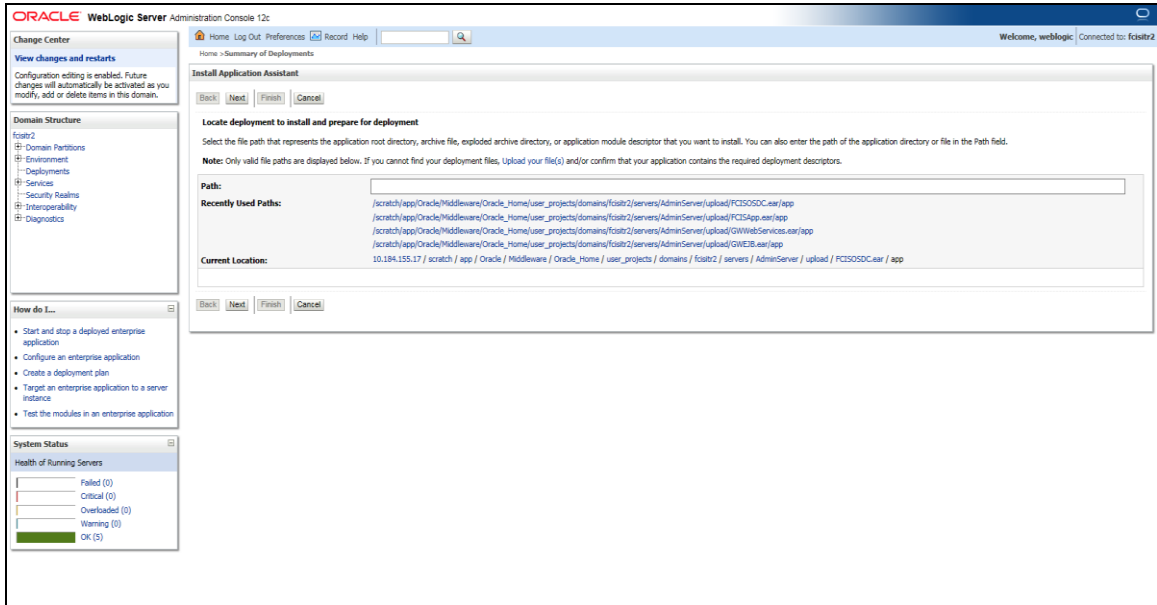 ORACLE WebLogic Server Administration Console 12c
Change Center
View changes and restarts
Configuration editing is enabled. Future
changes will automatically be activated as you
modify, add or delete items in this domain.
Domain Structure
fcisitr2
Domain Partitions
Environment
Deployments
Services
Security Realms
Interoperability
Diagnostics
How do I...
Start and stop a deployed enterprise
application
Configure an enterprise application
Create a deployment plan
Target an enterprise application to a server
instance
Test the modules in an enterprise application
System Status
Health of Running Servers
Failed (0)
Critical (0)
Overloaded (0)
Warning (0)
OK (5)
Home Log Out Preferences Record Help
Welcome, weblogic Connected to: fcisitr2
Home >Summary of Deployments
Install Application Assistant
Back Next Finish Cancel
Locate deployment to install and prepare for deployment
Select the file path that represents the application root directory, archive file, exploded archive directory, or application module descriptor that you want to install. You can also enter the path of the application directory or file in the Path field.
Note: Only valid file paths are displayed below. If you cannot find your deployment files, Upload your file(s) and/or confirm that your application contains the required deployment descriptors.
Path:
Recently Used Paths: /scratch/app/Oracle/Middleware/Oracle_Home/user_projects/domains/fcisitr2/servers/AdminServer/upload/FCISOSDC.ear/app
/scratch/app/Oracle/Middleware/Oracle_Home/user_projects/domains/fcisitr2/servers/AdminServer/upload/FCISApp.ear/app
/scratch/app/Oracle/Middleware/Oracle_Home/user_projects/domains/fcisitr2/servers/AdminServer/upload/GWWebServices.ear/app
/scratch/app/Oracle/Middleware/Oracle_Home/user_projects/domains/fcisitr2/servers/AdminServer/upload/GWEJB.ear/app
Current Location: 10.184.155.17 / scratch / app / Oracle / Middleware / Oracle_Home / user_projects / domains / fcisitr2 / servers / AdminServer / upload / FCISOSDC.ear / app
Back Next Finish Cancel